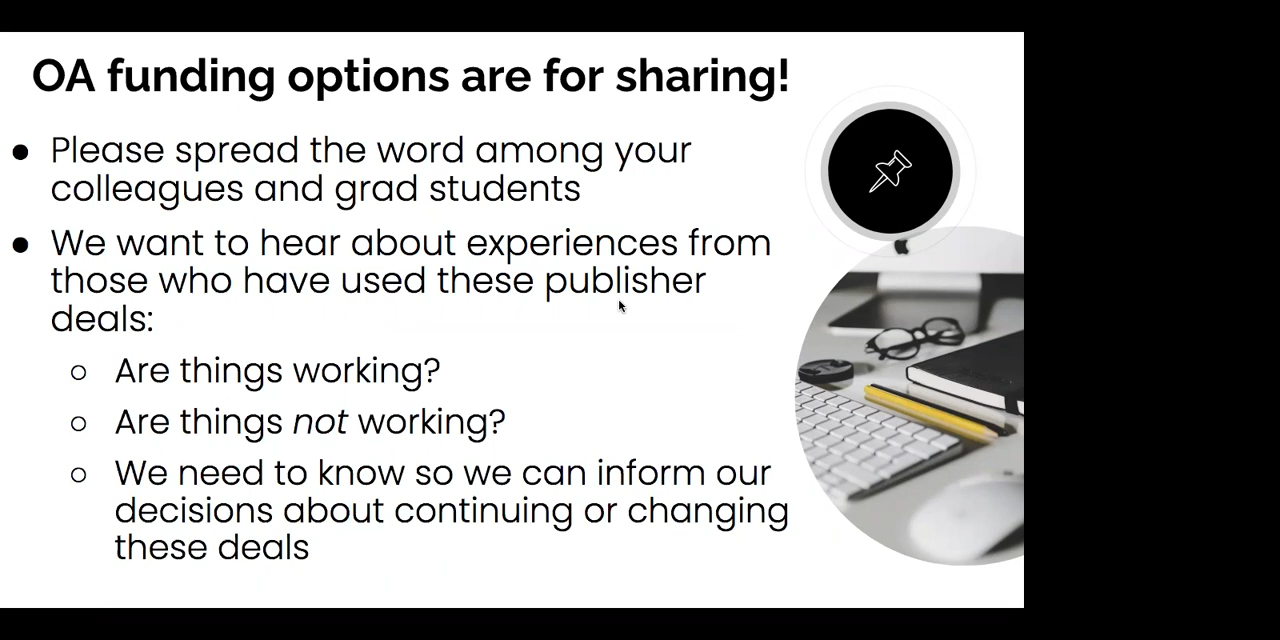 OA funding options are for sharing!
● Please spread the word among your
colleagues and grad students
● We want to hear about experiences from
those who have used these publisher
deals:
○ Are things working?
○ Are things not working?
○ We need to know so we can inform our
decisions about continuing or changing
these deals